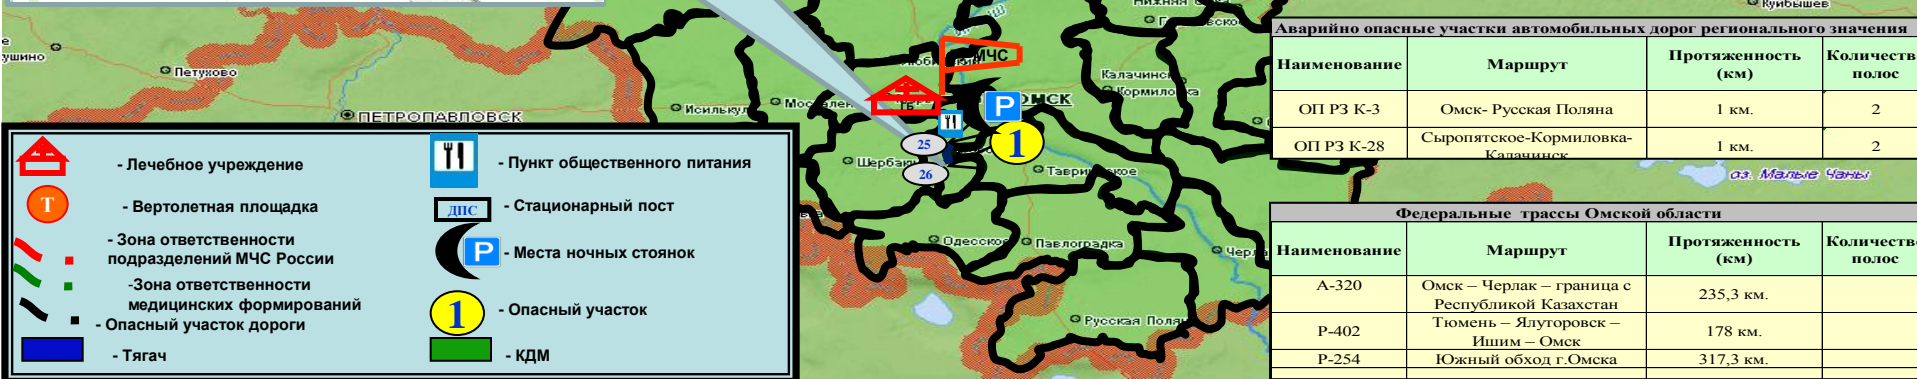 Куйбышев
Петухово
ПЕТРОПАВЛОВСК
Исилькуль
МЧС
Калачинск
Кормиловка
ОМСК
P
1
25
26
Таврическое
Одесское
Павлоградка
Русская Поляна
оз. Малые Чаны
- Лечебное учреждение
Т
- Вертолетная площадка
- Зона ответственности
подразделений МЧС России
-Зона ответственности
медицинских формирований
- Опасный участок дороги
- Тягач
- Пункт общественного питания
ДПС
- Стационарный пост
P
- Места ночных стоянок
1
- Опасный участок
- КДМ
Аварийно опасные участки автомобильных дорог регионального значения
Наименование Маршрут Протяженность (км) Количеств полос
ОП РЗ К-3 Омск- Русская Поляна 1 км. 2
ОП РЗ К-28 Сыропятское-Кормиловка-Калачинск 1 км. 2
Федеральные трассы Омской области
Наименование Маршрут Протяженность (км) Количеств полос
А-320 Омск – Черлак – граница с Республикой Казахстан 235,3 км.
Р-402 Тюмень – Ялуторовск – Ишим – Омск 178 км.
Р-254 Южный обход г.Омска 317,3 км.